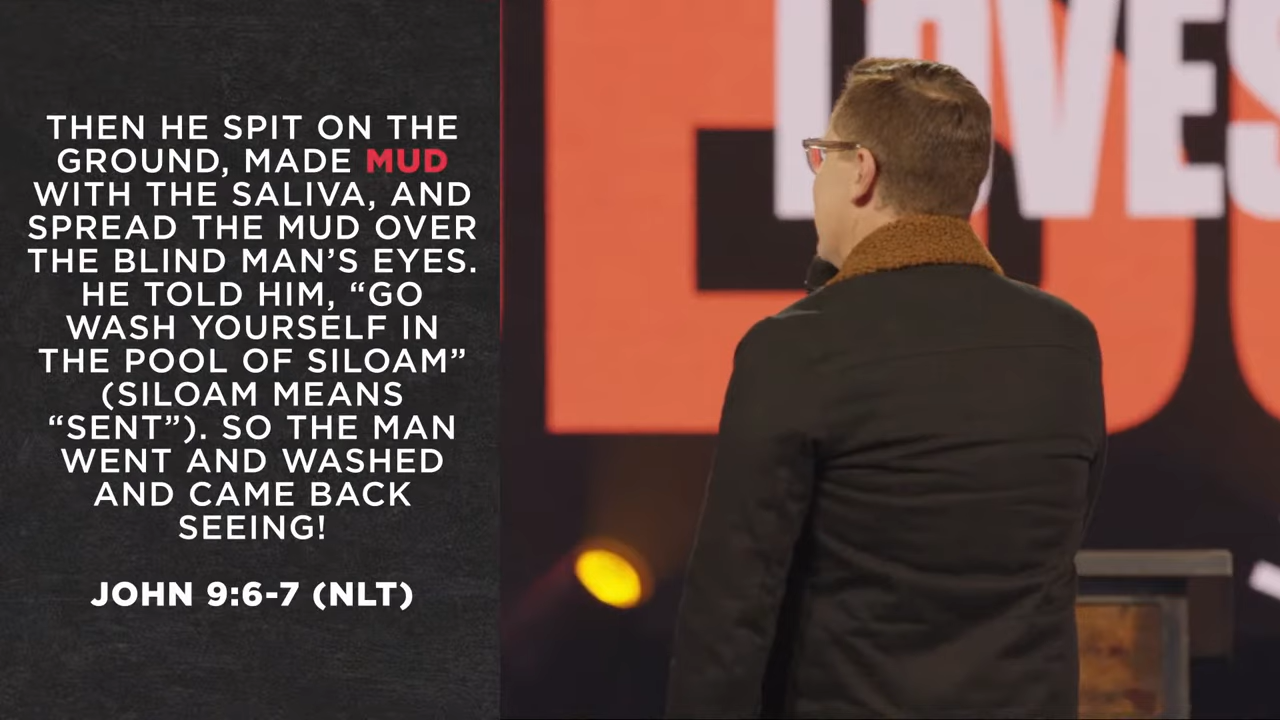 THEN HE SPIT ON THE
GROUND, MADE MUD
WITH THE SALIVA, AND
SPREAD THE MUD OVER
THE BLIND MAN’S EYES.
HE TOLD HIM, “GO
WASH YOURSELF IN
THE POOL OF SILOAM”
(SILOAM MEANS
“SENT”). SO THE MAN
WENT AND WASHED
AND CAME BACK
SEEING!
JOHN 9:6-7 (NLT)
LOVES